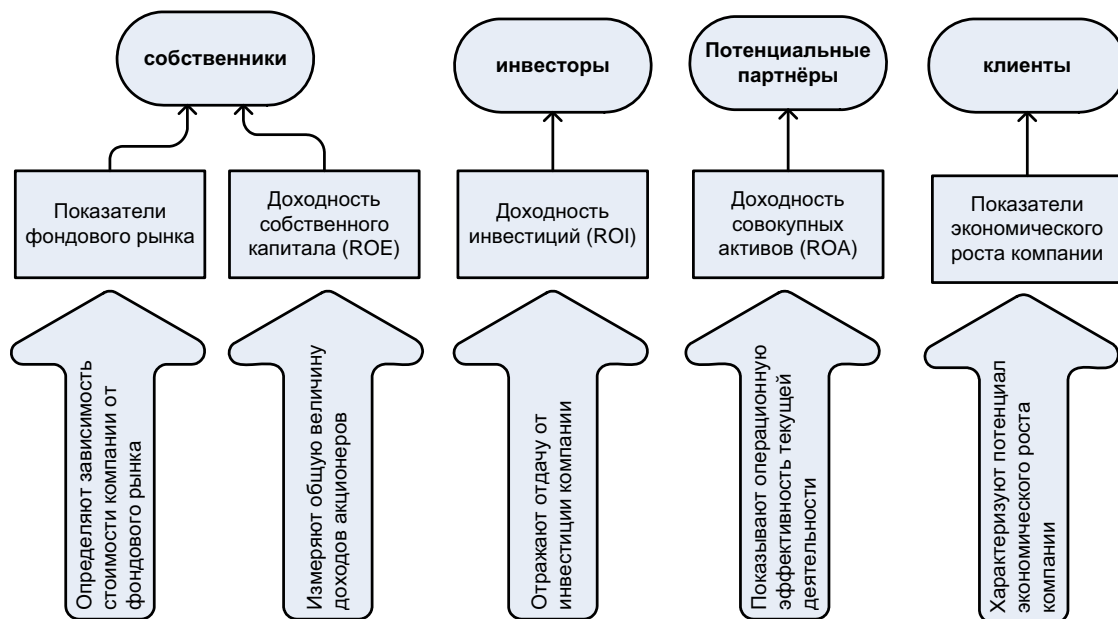 собственники
инвесторы
Потенциальные
партнёры
клиенты
Показатели
фондового рынка
Доходность
собственного
капитала (ROE)
Доходность
инвестиций (ROI)
Доходность
совокупных
активов (ROA)
Показатели
экономического
роста компании
Определяют зависимость
стоимости компании от
фондового рынка
Измеряют общую величину
доходов акционеров
Отражают отдачу от
инвестиции компании
Показывают операционную
эффективность текущей
деятельности
Характеризуют потенциал
экономического роста
компании